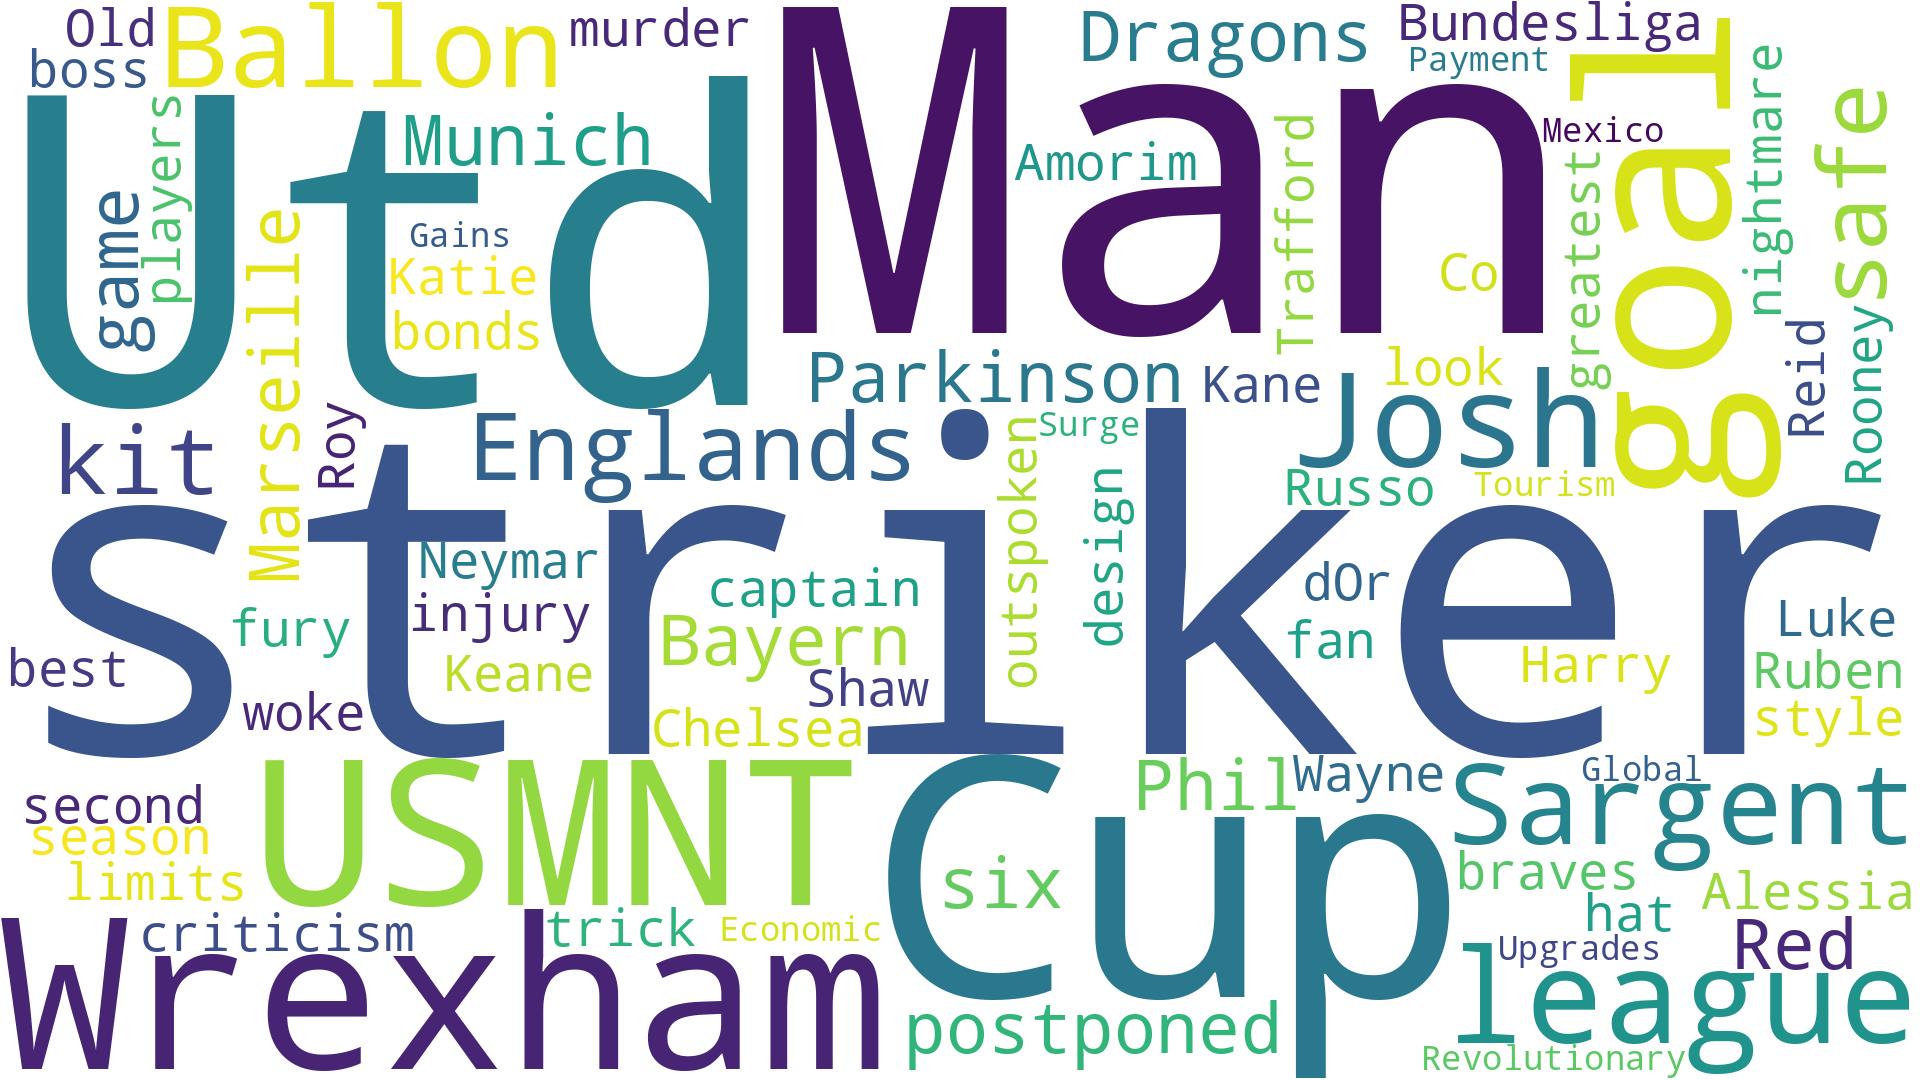 Old
Ballon
murder
Man
Dragons
Bundesliga
boss
Payment
goal
Utd
players
Munich
Amorim
Trafford
Mexico
greatest
nightmare
safe
game
Marseille
Gains
Katie
bonds
Co
Parkinson
Kane
look
Reid
Rooney
kit
Roy
Englands
outspoken
Surge
Josh
design
Russo
Tourism
striker
Neymar
captain
dOr
Luke
fury
injury
Bayern
fan
Harry
Ruben
best
Keane
Shaw
woke
Chelsea
style
second
USMNT
Cup
Phil
Wayne
Global
Sargent
season
limits
six
braves
Alessia
Wrexham
criticism
trick
Economic
hat
Upgrades
Red
postponed
league
Revolutionary